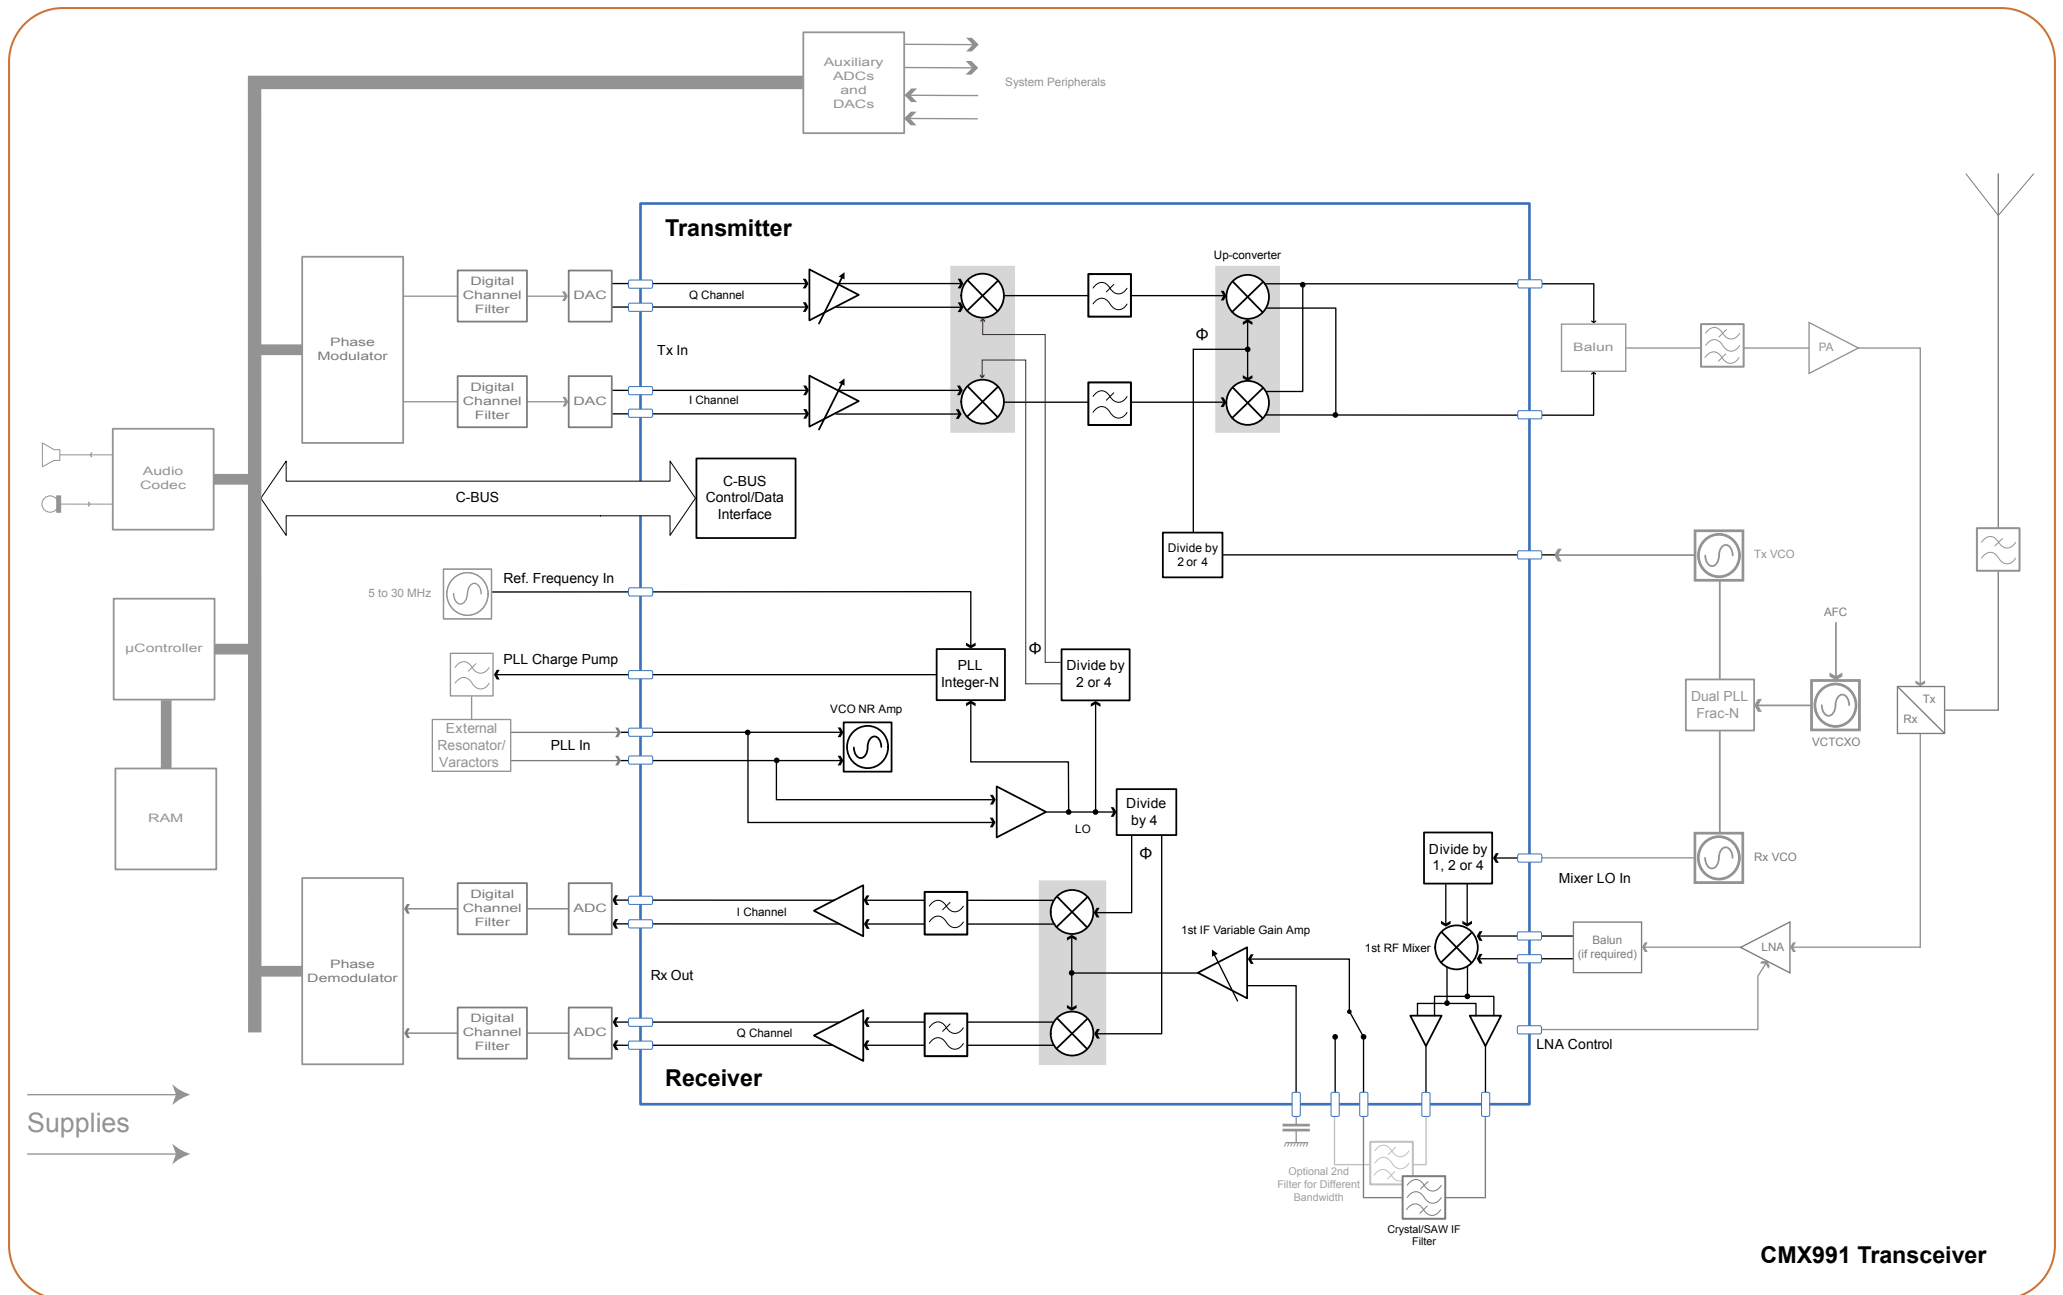 Auxiliary
ADCs
and
DACs
System Peripherals
Transmitter
Up-converter
Phase
Modulator
Digital
Channel
Filter
DAC
Q Channel
Φ
Tx In
Balun
PA
Digital
Channel
Filter
DAC
I Channel
Audio
Codec
C-BUS
C-BUS
Control/Data
Interface
Divide by
2 or 4
Tx VCO
5 to 30 MHz
Ref. Frequency In
AFC
µController
PLL Charge Pump
PLL
Integer-N
Φ
Divide by
2 or 4
Dual PLL
Frac-N
VCTCXO
Tx
Rx
External
Resonator/
Varactors
PLL In
VCO NR Amp
RAM
LO
Divide
by 4
Φ
Divide by
1, 2 or 4
Rx VCO
Mixer LO In
Phase
Demodulator
Digital
Channel
Filter
ADC
I Channel
1st IF Variable Gain Amp
1st RF Mixer
Balun
(if required)
LNA
Rx Out
Digital
Channel
Filter
ADC
Q Channel
LNA Control
Receiver
Supplies
Optional 2nd
Filter for Different
Bandwidth
Crystal/SAW IF
Filter
CMX991 Transceiver